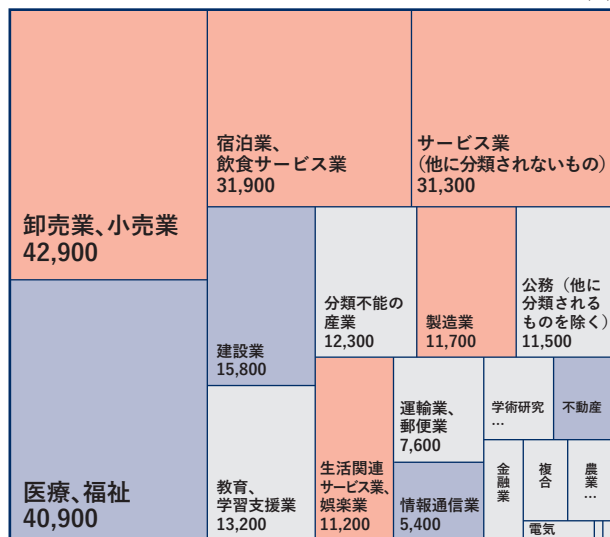 卸売業、小売業
42,900
宿泊業、
飲食サービス業
31,900
サービス業
(他に分類されないもの)
31,300
医療、福祉
40,900
建設業
15,800
分類不能の
産業
12,300
製造業
11,700
公務(他に
分類される
ものを除く)
11,500
教育、
学習支援業
13,200
生活関連
サービス業、
娯楽業
11,200
運輸業、
郵便業
7,600
情報通信業
5,400
学術研究
…
不動産
金融業
複合
農業…
電気